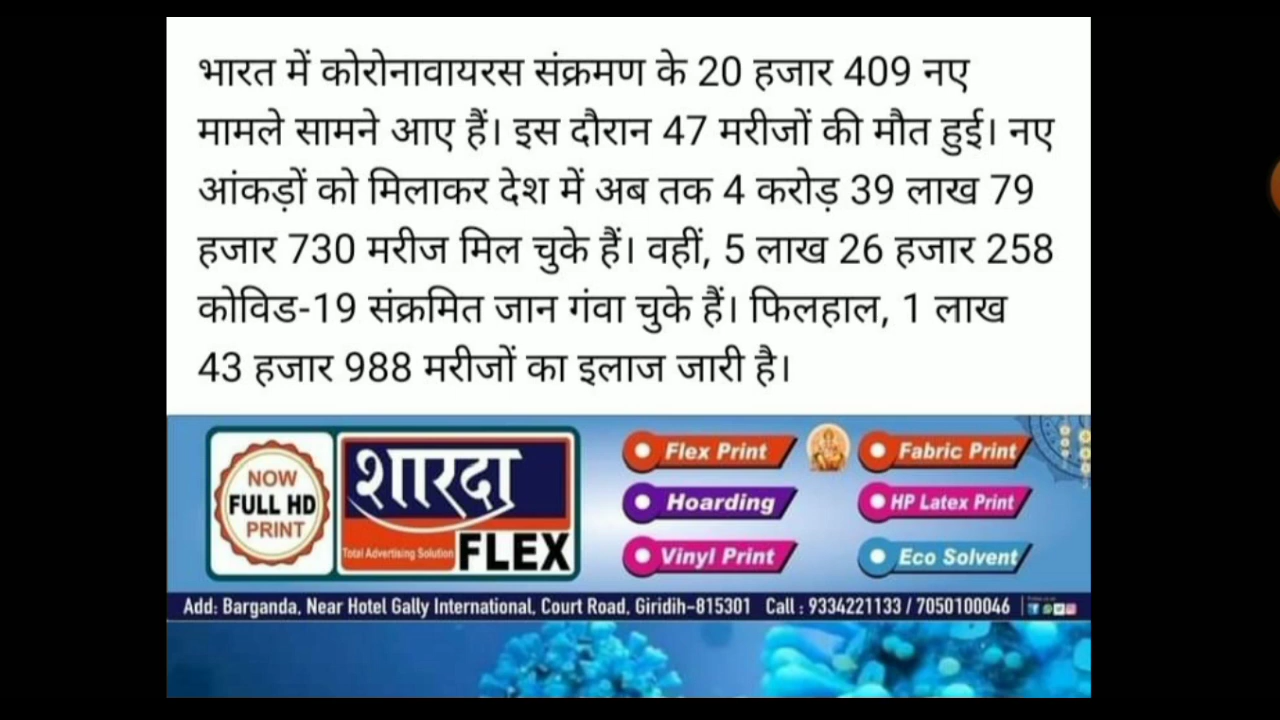 भारत में कोरोनावायरस संक्रमण के 20 हजार 409 नए
मामले सामने आए हैं। इस दौरान 47 मरीजों की मौत हुई। नए
आंकड़ों को मिलाकर देश में अब तक 4 करोड़ 39 लाख 79
हजार 730 मरीज मिल चुके हैं। वहीं, 5 लाख 26 हजार 258
कोविड-19 संक्रमित जान गंवा चुके हैं। फिलहाल, 1 लाख
43 हजार 988 मरीजों का इलाज जारी है।
NOW
FULL HD
PRINT
शारदा
Total Advertising Solution FLEX
Flex Print
Hoarding
Vinyl Print
Fabric Print
HP Latex Print
Eco Solvent
Add: Barganda, Near Hotel Gally International, Court Road, Giridih-815301 Call : 9334221133 / 7050100046